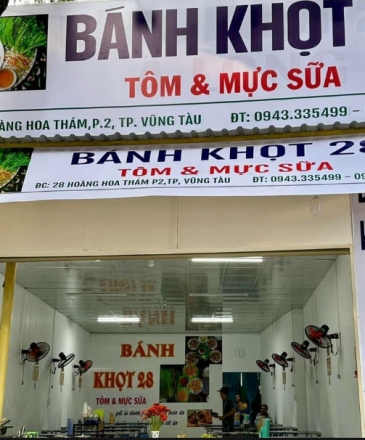 BÁNH KHỌT
TÔM & MỰC SỮA
ÀNG HOA THÁM,P.2, TP. VŨNG TÀU ĐT: 0943.335499 –
BÁNH KHỌT 28
TÔM & MỰC SỮA
ĐC: 28 HOÀNG HOA THÁM P2,TP, VŨNG TÀU ĐT: 0943.335499 - 09
BÁNH
KHỌT 28
TÔM & MỰC SỮA